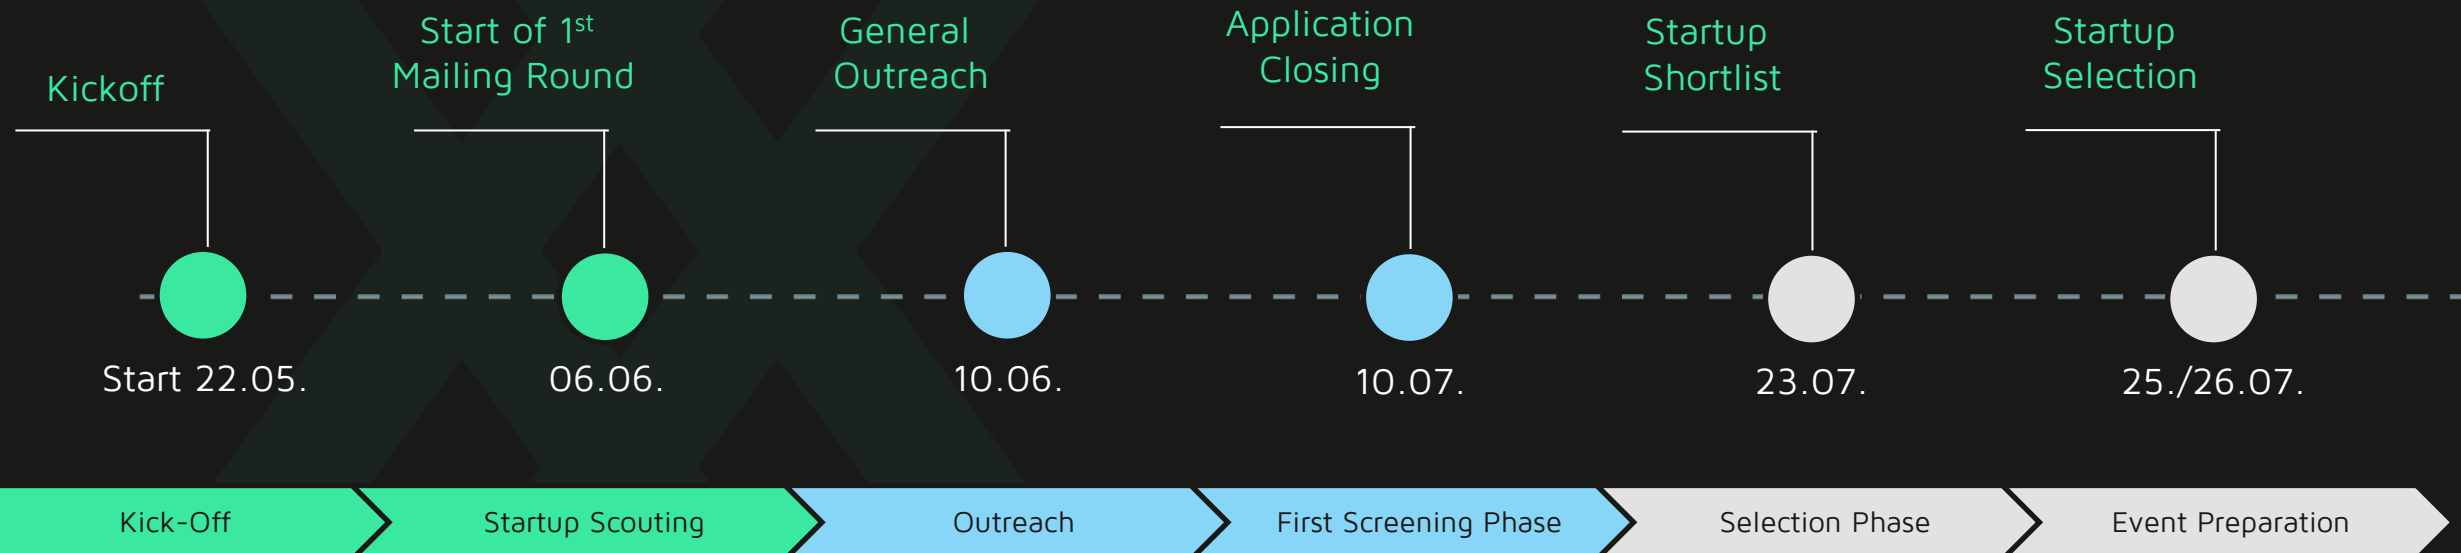 Kickoff
Start of 1st
Mailing Round
General
Outreach
Application
Closing
Startup
Shortlist
Startup
Selection
Start 22.05.
06.06.
10.06.
10.07.
23.07.
25./26.07.
Kick-Off
Startup Scouting
Outreach
First Screening Phase
Selection Phase
Event Preparation